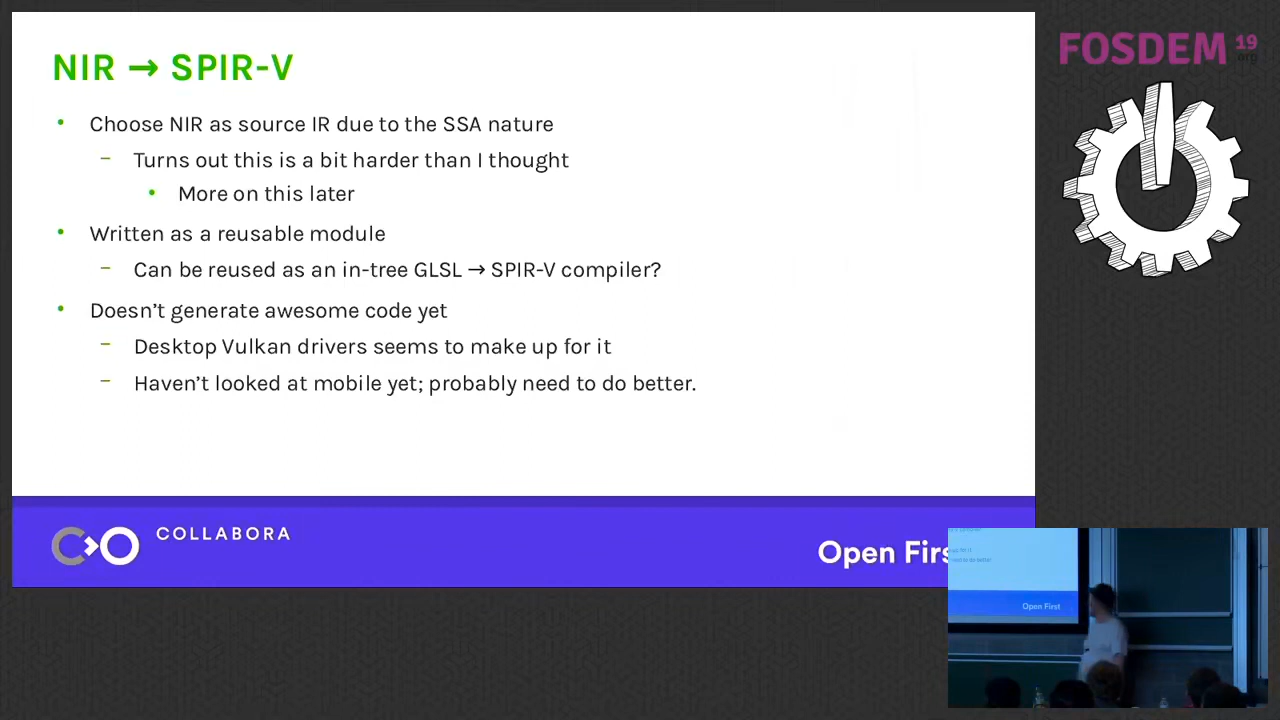 NIR → SPIR-V
• Choose NIR as source IR due to the SSA nature
– Turns out this is a bit harder than I thought
• More on this later
• Written as a reusable module
– Can be reused as an in-tree GLSL → SPIR-V compiler?
• Doesn’t generate awesome code yet
– Desktop Vulkan drivers seems to make up for it
– Haven’t looked at mobile yet; probably need to do better.
COLLABORA
Open Firs
FOSDEM 19
.org
Open First